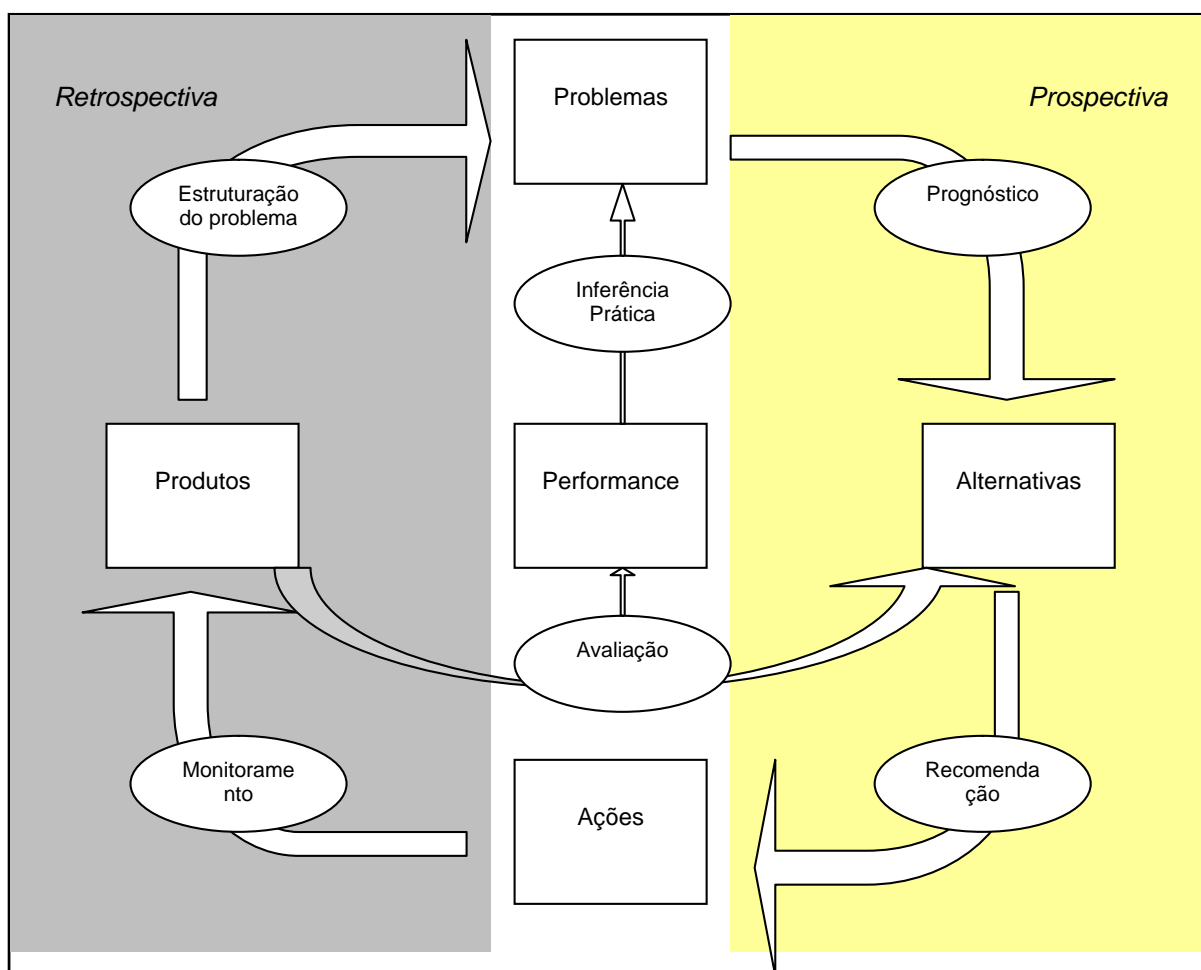 Retrospectiva
Problemas
Prospectiva
Estruturação
do problema
Prognóstico
Inferência
Prática
Produtos
Performance
Alternativas
Avaliação
Monitorame
nto
Ações
Recomenda
ção